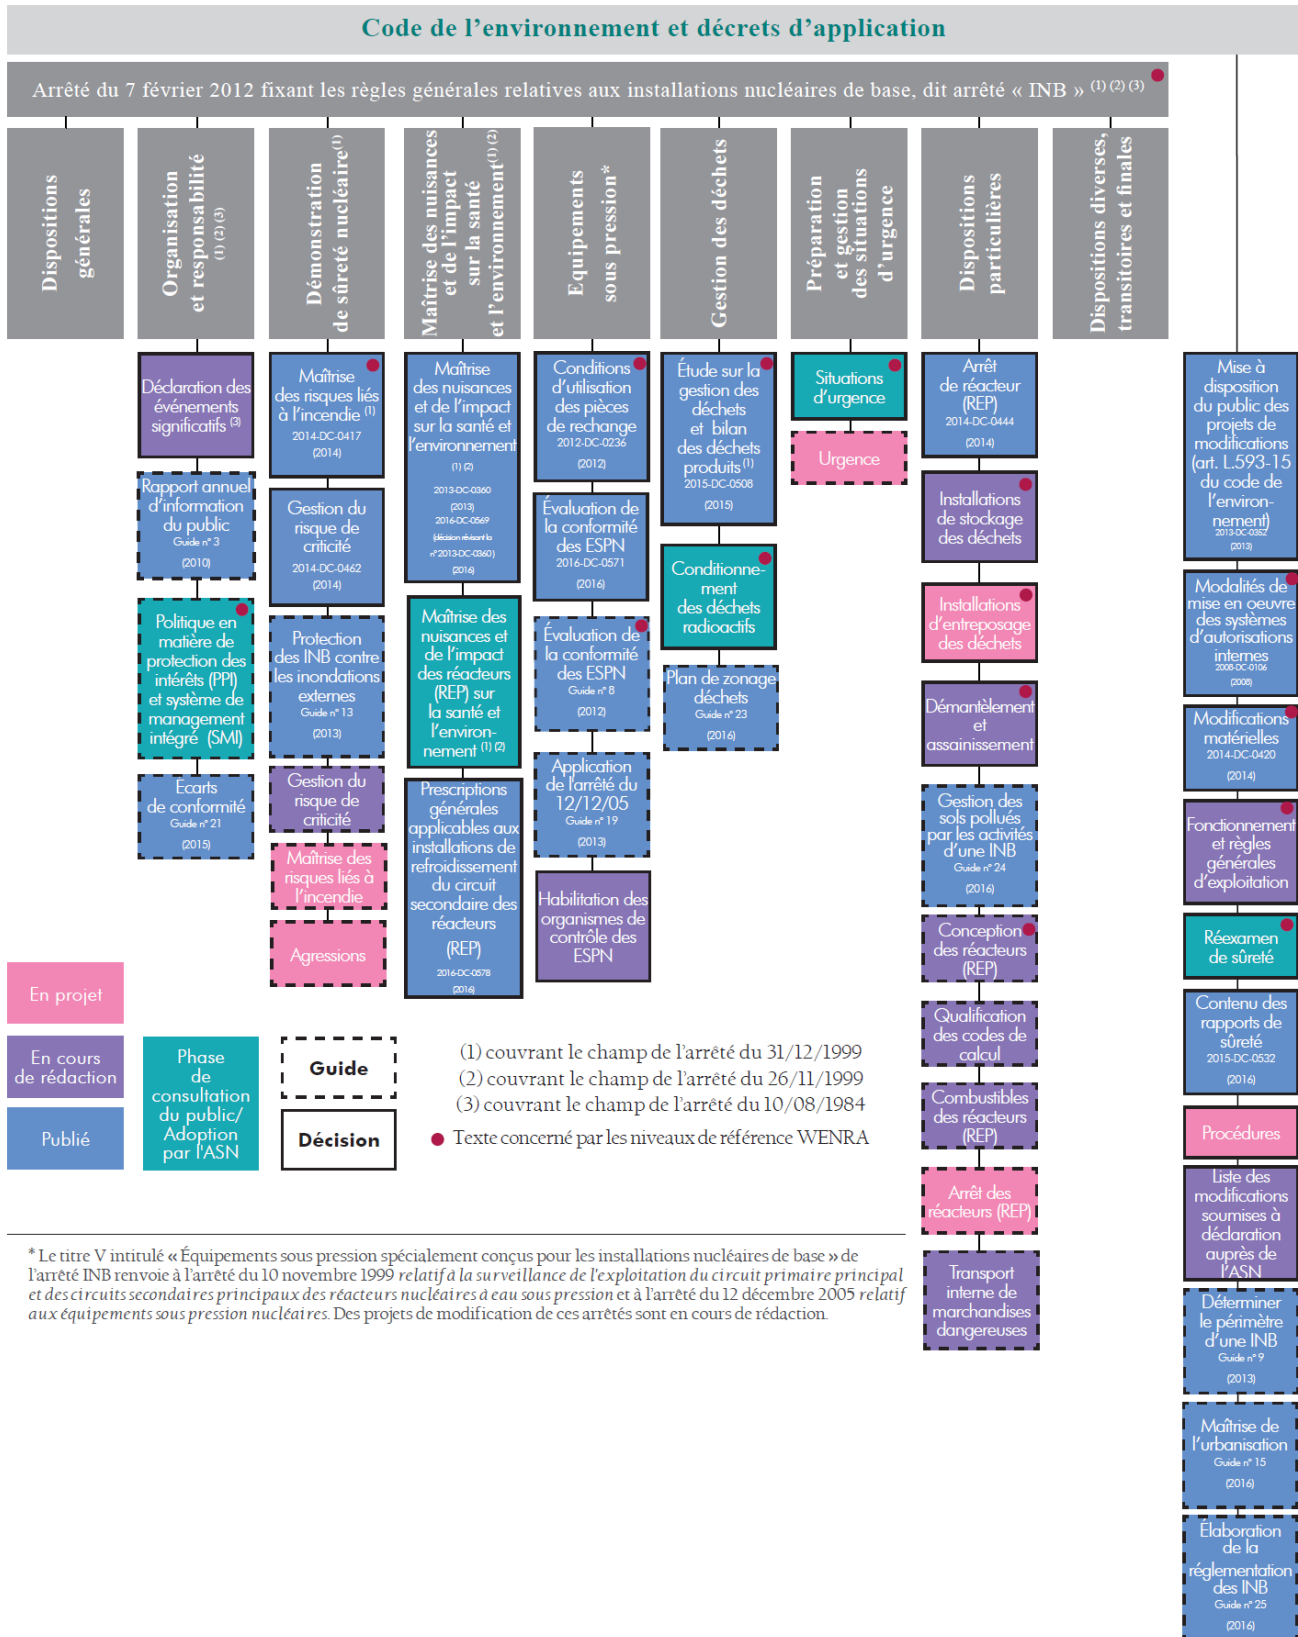 Code de l’environnement et décrets d’application
Arrêté du 7 février 2012 fixant les règles générales relatives aux installations nucléaires de base, dit arrêté « INB » (1) (2) (3)
Dispositions
générales
Organisation
et responsabilité
(1) (2) (3)
Démonstration
de sûreté nucléaire(1)
Maîtrise des nuisances
et de l’impact
sur la santé
et l’environnement(1) (2)
Equipements
sous pression*
Gestion des déchets
Préparation
et gestion
des situations
d’urgence
Dispositions
particulières
Dispositions diverses,
transitoires et finales
Déclaration des
événements
significatifs (3)
Rapport annuel
d’information
du public
Guide n° 3
(2010)
Politique en
matière de
protection des
intérêts (PPI)
et système de
management
intégré (SMI)
Ecarts
de conformité
Guide n° 21
(2015)
Maîtrise
des risques liés
à l’incendie (1)
2014-DC-0417
(2014)
Gestion du
risque de
criticité
2014-DC-0462
(2014)
Protection
des INB contre
les inondations
externes
Guide n° 13
(2013)
Gestion du
risque de
criticité
Maîtrise des
risques liés à
l’incendie
Agressions
Maîtrise
des nuisances
et de l’impact
sur la santé et
l’environnement
(1) (2)
2013-DC-0360
(2013)
2016-DC-0569
(décision révisant la
n° 2013-DC-0360)
(2016)
Maîtrise des
nuisances et
de l’impact
des réacteurs
(REP) sur
la santé et
l’environ-
nement (1) (2)
Prescriptions
générales
applicables aux
installations de
refroidissement
du circuit
secondaire des
réacteurs
(REP)
2016-DC-0578
(2016)
Conditions
d’utilisation
des pièces
de rechange
2012-DC-0236
(2012)
Évaluation de
la conformité
des ESPN
2016-DC-0571
(2016)
Évaluation de
la conformité
des ESPN
Guide n° 8
(2012)
Application
de l’arrêté du
12/12/05
Guide n° 19
(2013)
Habilitation des
organismes de
contrôle des
ESPN
Étude sur la
gestion des
déchets
et bilan
des déchets
produits (1)
2015-DC-0508
(2015)
Conditionne-
ment
des déchets
radioactifs
Plan de zonage
déchets
Guide n° 23
(2016)
Situations
d’urgence
Urgence
Arrêt
de réacteur
(REP)
2014-DC-0444
(2014)
Installations
de stockage
des déchets
Installations
d’entreposage
des déchets
Démantèlement
et
assainissement
Gestion des
sols pollués
par les activités
d’une INB
Guide n° 24
(2016)
Conception
des réacteurs
(REP)
Qualification
des codes de
calcul
Combustibles
des réacteurs
(REP)
Arrêt des
réacteurs (REP)
Transport
interne de
marchandises
dangereuses
Mise à
disposition
du public des
projets de
modifications
(art. L.593-15
du code de
l’environ-
nement)
2013-DC-0352
(2013)
Modalités de
mise en oeuvre
des systèmes
d’autorisations
internes
2008-DC-0106
(2008)
Modifications
matérielles
2014-DC-0420
(2014)
Fonctionnement
et règles
générales
d’exploitation
Réexamen
de sûreté
Contenu des
rapports de
sûreté
2015-DC-0532
(2016)
Procédures
Liste des
modifications
soumises à
déclaration
auprès de
l’ASN
Déterminer
le périmètre
d’une INB
Guide n° 9
(2013)
Maîtrise de
l’urbanisation
Guide n° 15
(2016)
Élaboration
de la
réglementation
des INB
Guide n° 25
(2016)
En projet
En cours
de rédaction
Publié
Phase
de
consultation
du public/
Adoption
par l'ASN
Guide
Décision
(1) couvrant le champ de l’arrêté du 31/12/1999
(2) couvrant le champ de l’arrêté du 26/11/1999
(3) couvrant le champ de l’arrêté du 10/08/1984
Texte concerné par les niveaux de référence WENRA
* Le titre V intitulé « Équipements sous pression spécialement conçus pour les installations nucléaires de base » de
l’arrêté INB renvoie à l’arrêté du 10 novembre 1999 relatif à la surveillance de l’exploitation du circuit primaire principal
et des circuits secondaires principaux des réacteurs nucléaires à eau sous pression et à l’arrêté du 12 décembre 2005 relatif
aux équipements sous pression nucléaires. Des projets de modification de ces arrêtés sont en cours de rédaction.